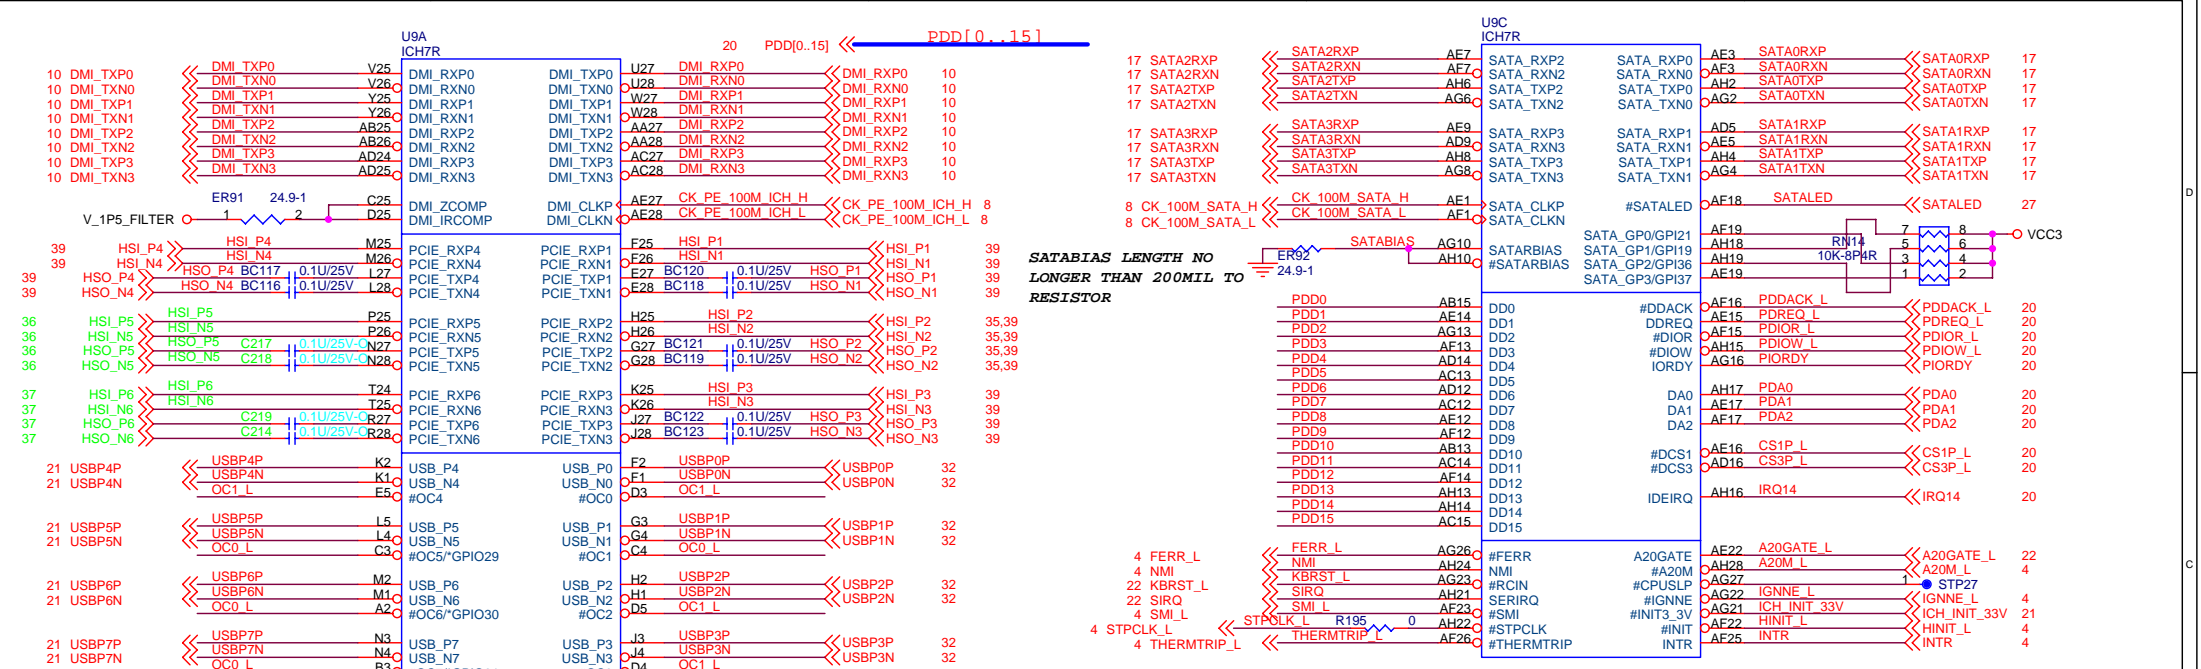 U9A
ICH7R
20 PDD[0..15] PDD[0..15]
10 DMI_TXP0 DMI_TXP0 V25 DMI_RXP0 DMI_TXP0 U27 DMI_RXP0 DMI_RXP0 10
10 DMI_TXN0 DMI_TXN0 V26 DMI_RXN0 DMI_TXN0 U28 DMI_RXN0 DMI_RXN0 10
10 DMI_TXP1 DMI_TXP1 Y25 DMI_RXP1 DMI_TXP1 W27 DMI_RXP1 DMI_RXP1 10
10 DMI_TXN1 DMI_TXN1 Y26 DMI_RXN1 DMI_TXN1 W28 DMI_RXN1 DMI_RXN1 10
10 DMI_TXP2 DMI_TXP2 AB25 DMI_RXP2 DMI_TXP2 AA27 DMI_RXP2 DMI_RXP2 10
10 DMI_TXN2 DMI_TXN2 AB26 DMI_RXN2 DMI_TXN2 AA28 DMI_RXN2 DMI_RXN2 10
10 DMI_TXP3 DMI_TXP3 AD24 DMI_RXP3 DMI_TXP3 AC27 DMI_RXP3 DMI_RXP3 10
10 DMI_TXN3 DMI_TXN3 AD25 DMI_RXN3 DMI_TXN3 AC28 DMI_RXN3 DMI_RXN3 10
ER91 24.9-1 C25 DMI_ZCOMP DMI_CLKP AE27 CK_PE_100M_ICH_H CK_PE_100M_ICH_H 8
V_1P5_FILTER 1 2 D25 DMI_IRCOMP DMI_CLKN AE28 CK_PE_100M_ICH_L CK_PE_100M_ICH_L 8
39 HSI_P4 HSI_P4 M25 PCIE_RXP4 PCIE_RXP1 F25 HSI_P1 HSI_P1 39
39 HSI_N4 HSI_N4 M26 PCIE_RXN4 PCIE_RXN1 F26 HSI_N1 HSI_N1 39
39 HSO_P4 HSO_P4 BC117 0.1U/25V L27 PCIE_TXP4 PCIE_TXP1 E27 BC120 0.1U/25V HSO_P1 HSO_P1 39
39 HSO_N4 HSO_N4 BC116 0.1U/25V L28 PCIE_TXN4 PCIE_TXN1 E28 BC118 0.1U/25V HSO_N1 HSO_N1 39
36 HSI_P5 HSI_P5 P25 PCIE_RXP5 PCIE_RXP2 H25 HSI_P2 HSI_P2 35,39
36 HSI_N5 HSI_N5 P26 PCIE_RXN5 PCIE_RXN2 H26 HSI_N2 HSI_N2 35,39
36 HSO_P5 HSO_P5 C217 0.1U/25V-O N27 PCIE_TXP5 PCIE_TXP2 G27 BC121 0.1U/25V HSO_P2 HSO_P2 35,39
36 HSO_N5 HSO_N5 C218 0.1U/25V-O N28 PCIE_TXN5 PCIE_TXN2 G28 BC119 0.1U/25V HSO_N2 HSO_N2 35,39
37 HSI_P6 HSI_P6 T24 PCIE_RXP6 PCIE_RXP3 K25 HSI_P3 HSI_P3 39
37 HSI_N6 HSI_N6 T25 PCIE_RXN6 PCIE_RXN3 K26 HSI_N3 HSI_N3 39
37 HSO_P6 C219 0.1U/25V-O R27 PCIE_TXP6 PCIE_TXP3 J27 BC122 0.1U/25V HSO_P3 HSO_P3 39
37 HSO_N6 C214 0.1U/25V-O R28 PCIE_TXN6 PCIE_TXN3 J28 BC123 0.1U/25V HSO_N3 HSO_N3 39
21 USBP4P USBP4P K2 USB_P4 USB_P0 F2 USBP0P USBP0P 32
21 USBP4N USBP4N K1 USB_N4 USB_N0 F1 USBP0N USBP0N 32
OC1_L E5 #OC4 #OC0 D3 OC1_L
21 USBP5P USBP5P L5 USB_P5 USB_P1 G3 USBP1P USBP1P 32
21 USBP5N USBP5N L4 USB_N5 USB_N1 G4 USBP1N USBP1N 32
OC0_L C3 #OC5/*GPIO29 #OC1 C4 OC0_L
21 USBP6P USBP6P M2 USB_P6 USB_P2 H2 USBP2P USBP2P 32
21 USBP6N USBP6N M1 USB_N6 USB_N2 H1 USBP2N USBP2N 32
OC0_L A2 #OC6/*GPIO30 #OC2 D5 OC1_L
21 USBP7P USBP7P N3 USB_P7 USB_P3 J3 USBP3P USBP3P 32
21 USBP7N USBP7N N4 USB_N7 USB_N3 J4 USBP3N USBP3N 32
OC0_L B3 D4 OC1_L
SATABIAS LENGTH NO
LONGER THAN 200MIL TO
RESISTOR
U9C
ICH7R
17 SATA2RXP SATA2RXP AE7 SATA_RXP2 SATA_RXP0 AE3 SATA0RXP SATA0RXP 17
17 SATA2RXN SATA2RXN AF7 SATA_RXN2 SATA_RXN0 AF3 SATA0RXN SATA0RXN 17
17 SATA2TXP SATA2TXP AH6 SATA_TXP2 SATA_TXP0 AH2 SATA0TXP SATA0TXP 17
17 SATA2TXN SATA2TXN AG6 SATA_TXN2 SATA_TXN0 AG2 SATA0TXN SATA0TXN 17
17 SATA3RXP SATA3RXP AE9 SATA_RXP3 SATA_RXP1 AD5 SATA1RXP SATA1RXP 17
17 SATA3RXN SATA3RXN AD9 SATA_RXN3 SATA_RXN1 AE5 SATA1RXN SATA1RXN 17
17 SATA3TXP SATA3TXP AH8 SATA_TXP3 SATA_TXP1 AH4 SATA1TXP SATA1TXP 17
17 SATA3TXN SATA3TXN AG8 SATA_TXN3 SATA_TXN1 AG4 SATA1TXN SATA1TXN 17
8 CK_100M_SATA_H CK_100M_SATA_H AE1 SATA_CLKP #SATALED AF18 SATALED SATALED 27
8 CK_100M_SATA_L CK_100M_SATA_L AF1 SATA_CLKN
SATA_GP0/GPI21 AF19 7 8 VCC3
SATABIAS AG10 SATARBIAS SATA_GP1/GPI19 AH18 RN14 5 6
ER92 AH10 #SATARBIAS SATA_GP2/GPI36 AH19 10K-8P4R 3 4
24.9-1 SATA_GP3/GPI37 AE19 1 2
PDD0 AB15 DD0 #DDACK AF16 PDDACK_L PDDACK_L 20
PDD1 AE14 DD1 DDREQ AE15 PDREQ_L PDREQ_L 20
PDD2 AG13 DD2 #DIOR AF15 PDIOR_L PDIOR_L 20
PDD3 AF13 DD3 #DIOW AH15 PDIOW_L PDIOW_L 20
PDD4 AD14 DD4 IORDY AG16 PIORDY PIORDY 20
PDD5 AC13 DD5
PDD6 AD12 DD6 DA0 AH17 PDA0 PDA0 20
PDD7 AC12 DD7 DA1 AE17 PDA1 PDA1 20
PDD8 AE12 DD8 DA2 AF17 PDA2 PDA2 20
PDD9 AF12 DD9
PDD10 AB13 DD10 #DCS1 AE16 CS1P_L CS1P_L 20
PDD11 AC14 DD11 #DCS3 AD16 CS3P_L CS3P_L 20
PDD12 AF14 DD12
PDD13 AH13 DD13 IDEIRQ AH16 IRQ14 IRQ14 20
PDD14 AH14 DD14
PDD15 AC15 DD15
4 FERR_L FERR_L AG26 #FERR A20GATE AE22 A20GATE_L A20GATE_L 22
4 NMI NMI AH24 NMI #A20M AH28 A20M_L A20M_L 4
22 KBRST_L KBRST_L AG23 #RCIN #CPUSLP AG27 1 STP27
22 SIRQ SIRQ AH21 SERIRQ #IGNNE AG22 IGNNE_L IGNNE_L 4
4 SMI_L SMI_L AF23 #SMI #INIT3_3V AG21 ICH_INIT_33V ICH_INIT_33V 21
4 STPCLK_L STPCLK_L R195 0 AH22 #STPCLK #INIT AF22 HINIT_L HINIT_L 4
4 THERMTRIP_L THERMTRIP_L AF26 #THERMTRIP INTR AF25 INTR INTR 4
D
C